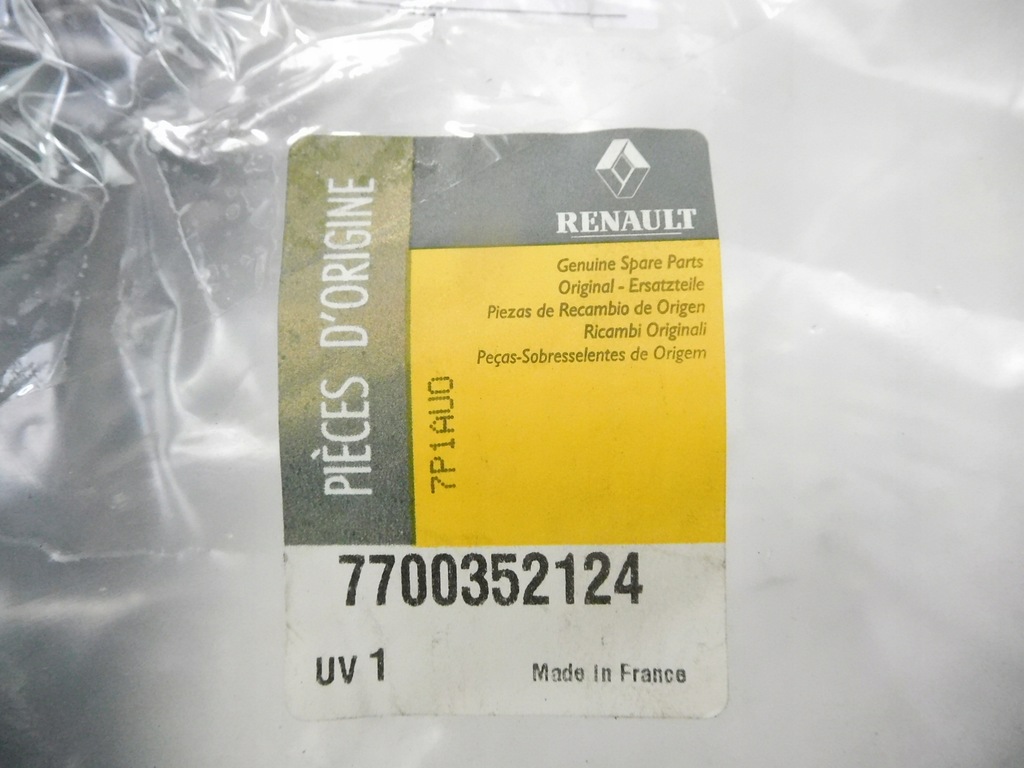 PIÈCES D'ORIGINE
RENAULT
Genuine Spare Parts
Original - Ersatzteile
Piezas de Recambio de Origen
Ricambi Originali
Peças-Sobresselentes de Origem
7P1AUO
7700352124
UV 1
Made In France